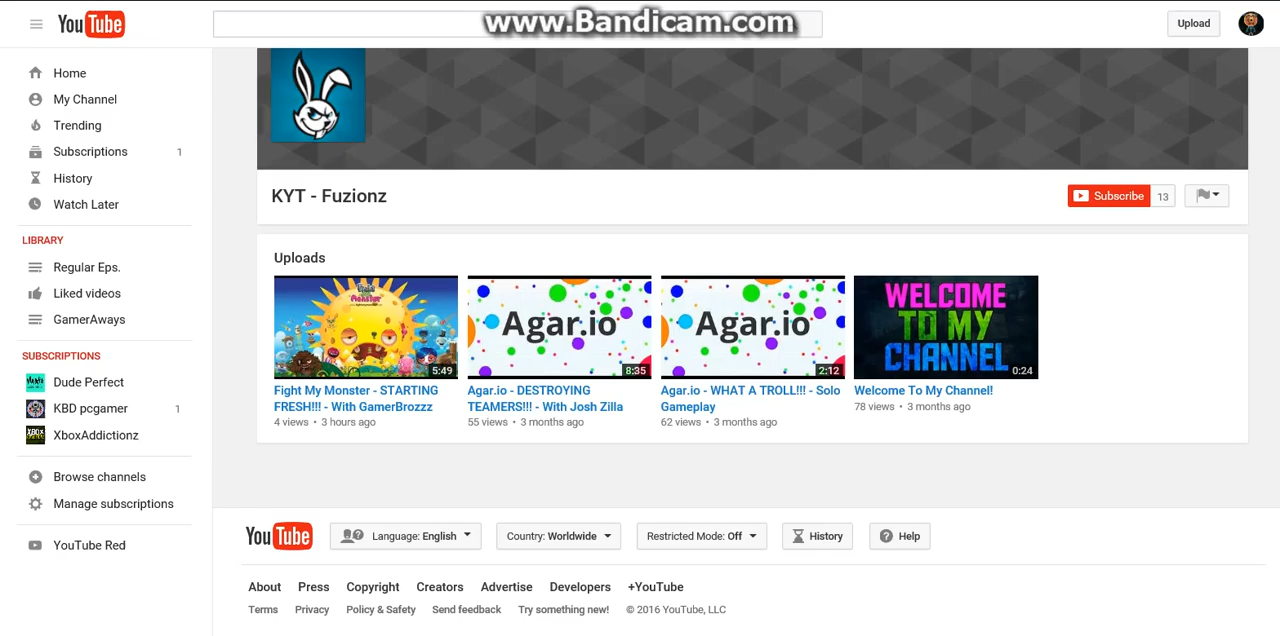 YouTube
www.Bandicam.com
Upload
Home
My Channel
Trending
Subscriptions 1
History
Watch Later
LIBRARY
Regular Eps.
Liked videos
GamerAways
SUBSCRIPTIONS
Dude Perfect
KBD pcgamer 1
XboxAddictionz
Browse channels
Manage subscriptions
YouTube Red
KYT - Fuzionz
Subscribe 13
Uploads
5:49
Fight My Monster - STARTING
FRESH!!! - With GamerBrozzz
4 views • 3 hours ago
Agar.io
8:35
Agar.io - DESTROYING
TEAMERS!!! - With Josh Zilla
55 views • 3 months ago
Agar.io
2:12
Agar.io - WHAT A TROLL!!! - Solo
Gameplay
62 views • 3 months ago
WELCOME
TO MY
CHANNEL
0:24
Welcome To My Channel!
78 views • 3 months ago
YouTube Language: English Country: Worldwide Restricted Mode: Off History Help
About Press Copyright Creators Advertise Developers +YouTube
Terms Privacy Policy & Safety Send feedback Try something new! © 2016 YouTube, LLC